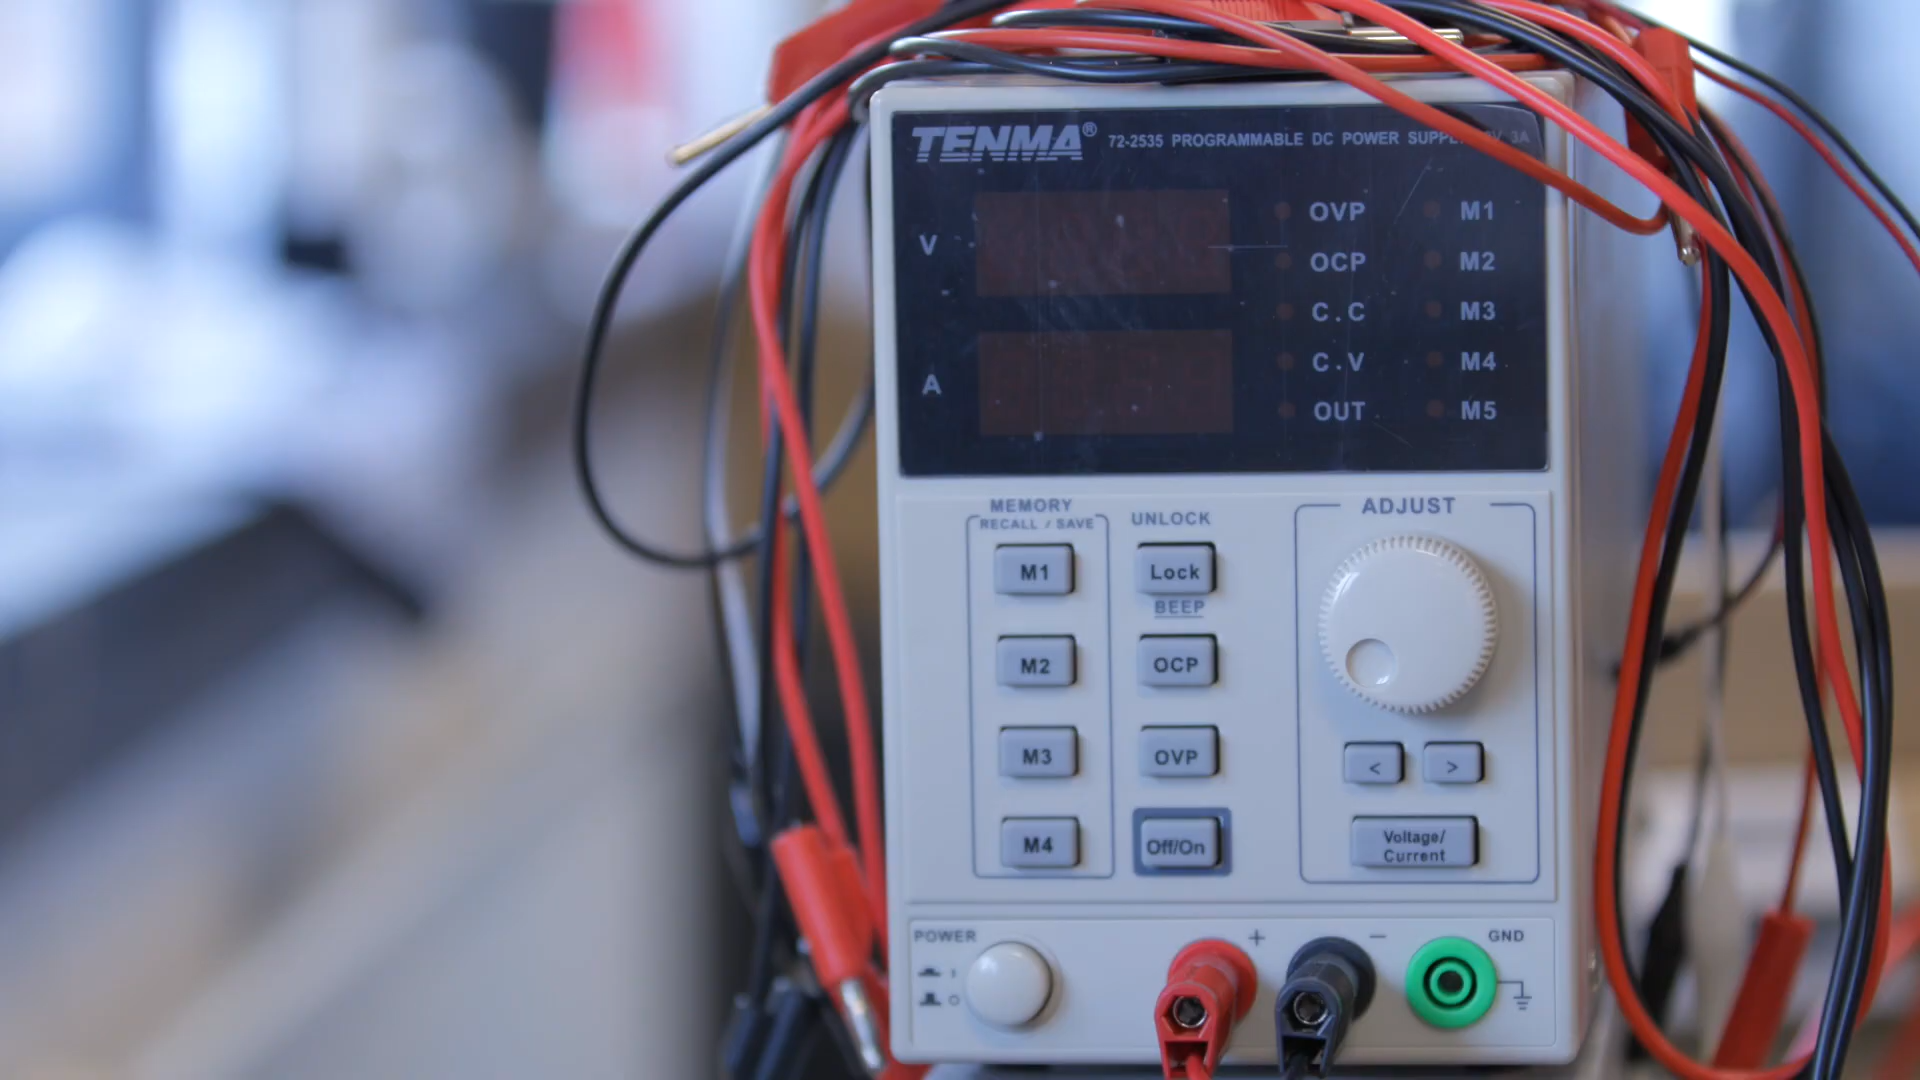 TENMA® 72-2535 PROGRAMMABLE DC POWER 3A
V
A
OVP M1
OCP M2
C.C M3
C.V M4
OUT M5
MEMORY
RECALL / SAVE
M1
M2
M3
M4
UNLOCK
Lock
BEEP
OCP
OVP
Off/On
ADJUST
< >
Voltage/
Current
POWER
I
O
+ −
GND